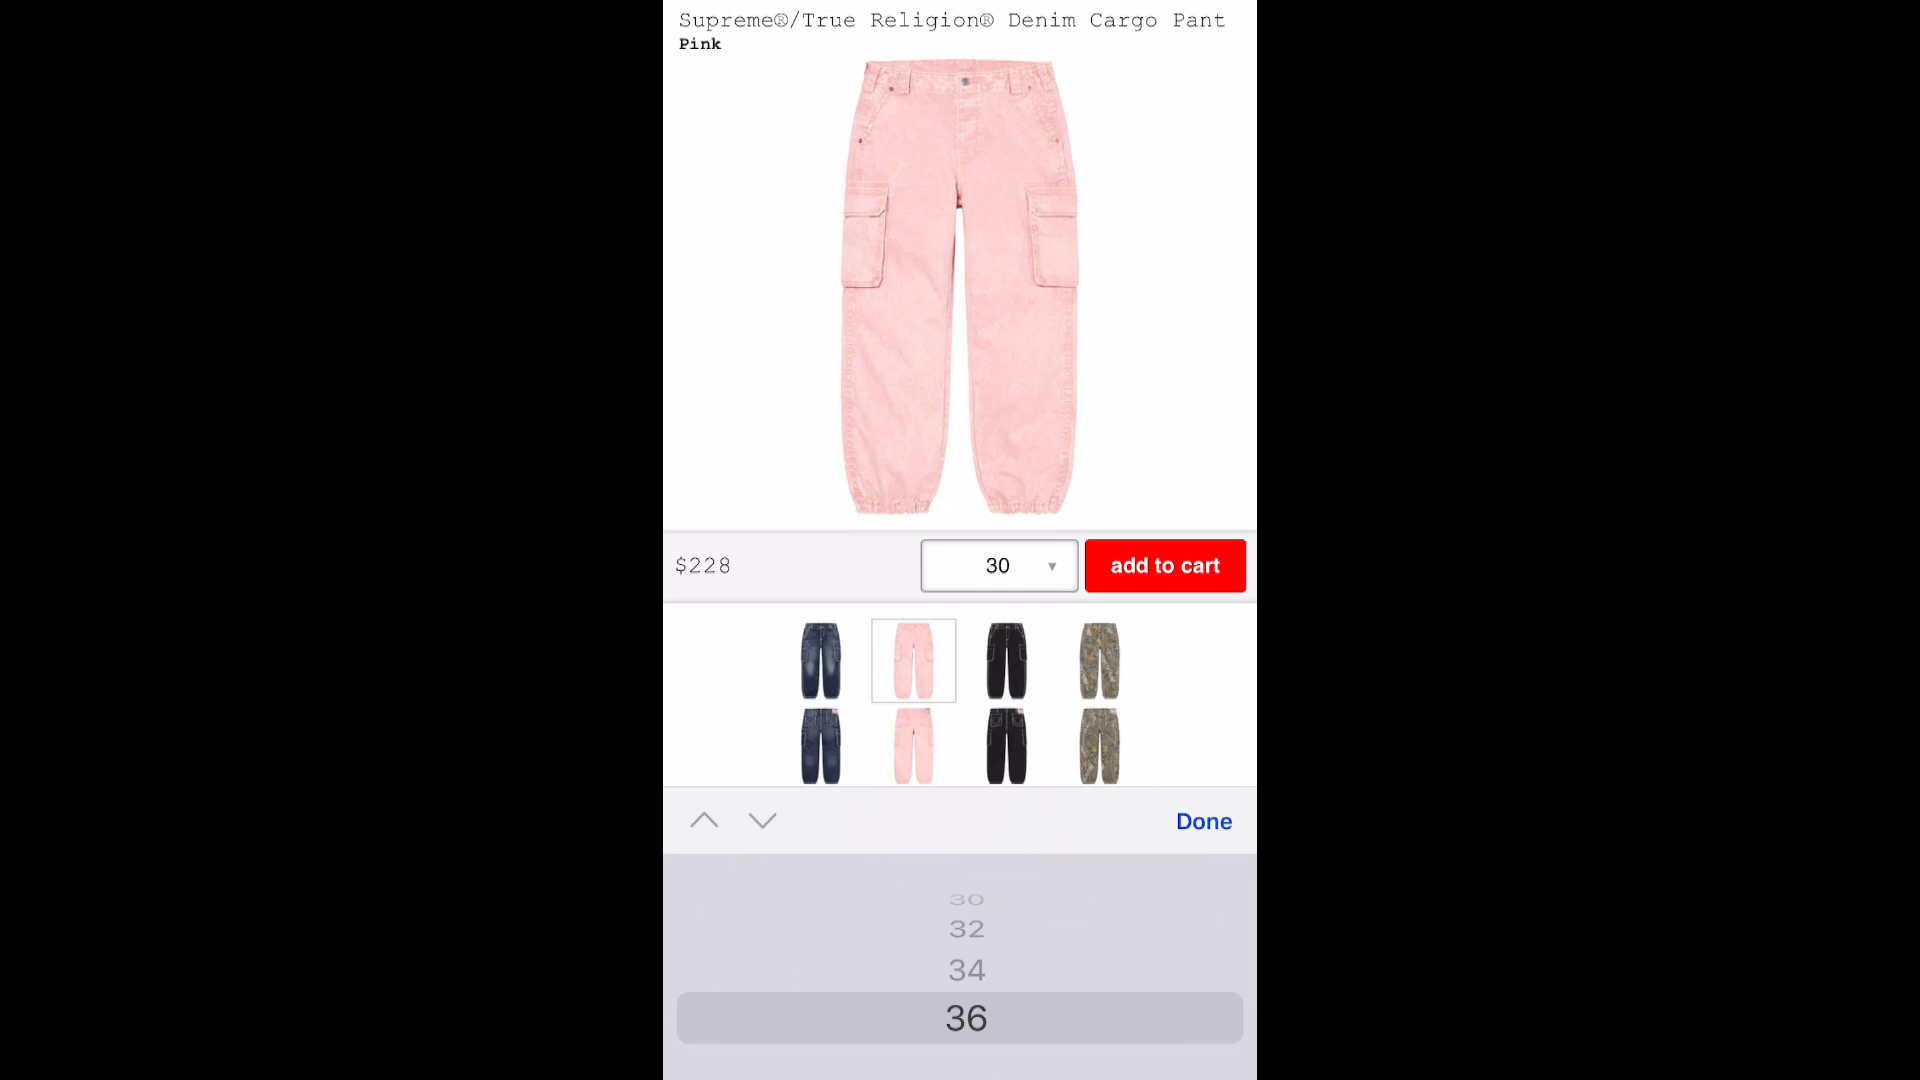 Supreme®/True Religion® Denim Cargo Pant
Pink
$228
30
add to cart
Done
30
32
34
36